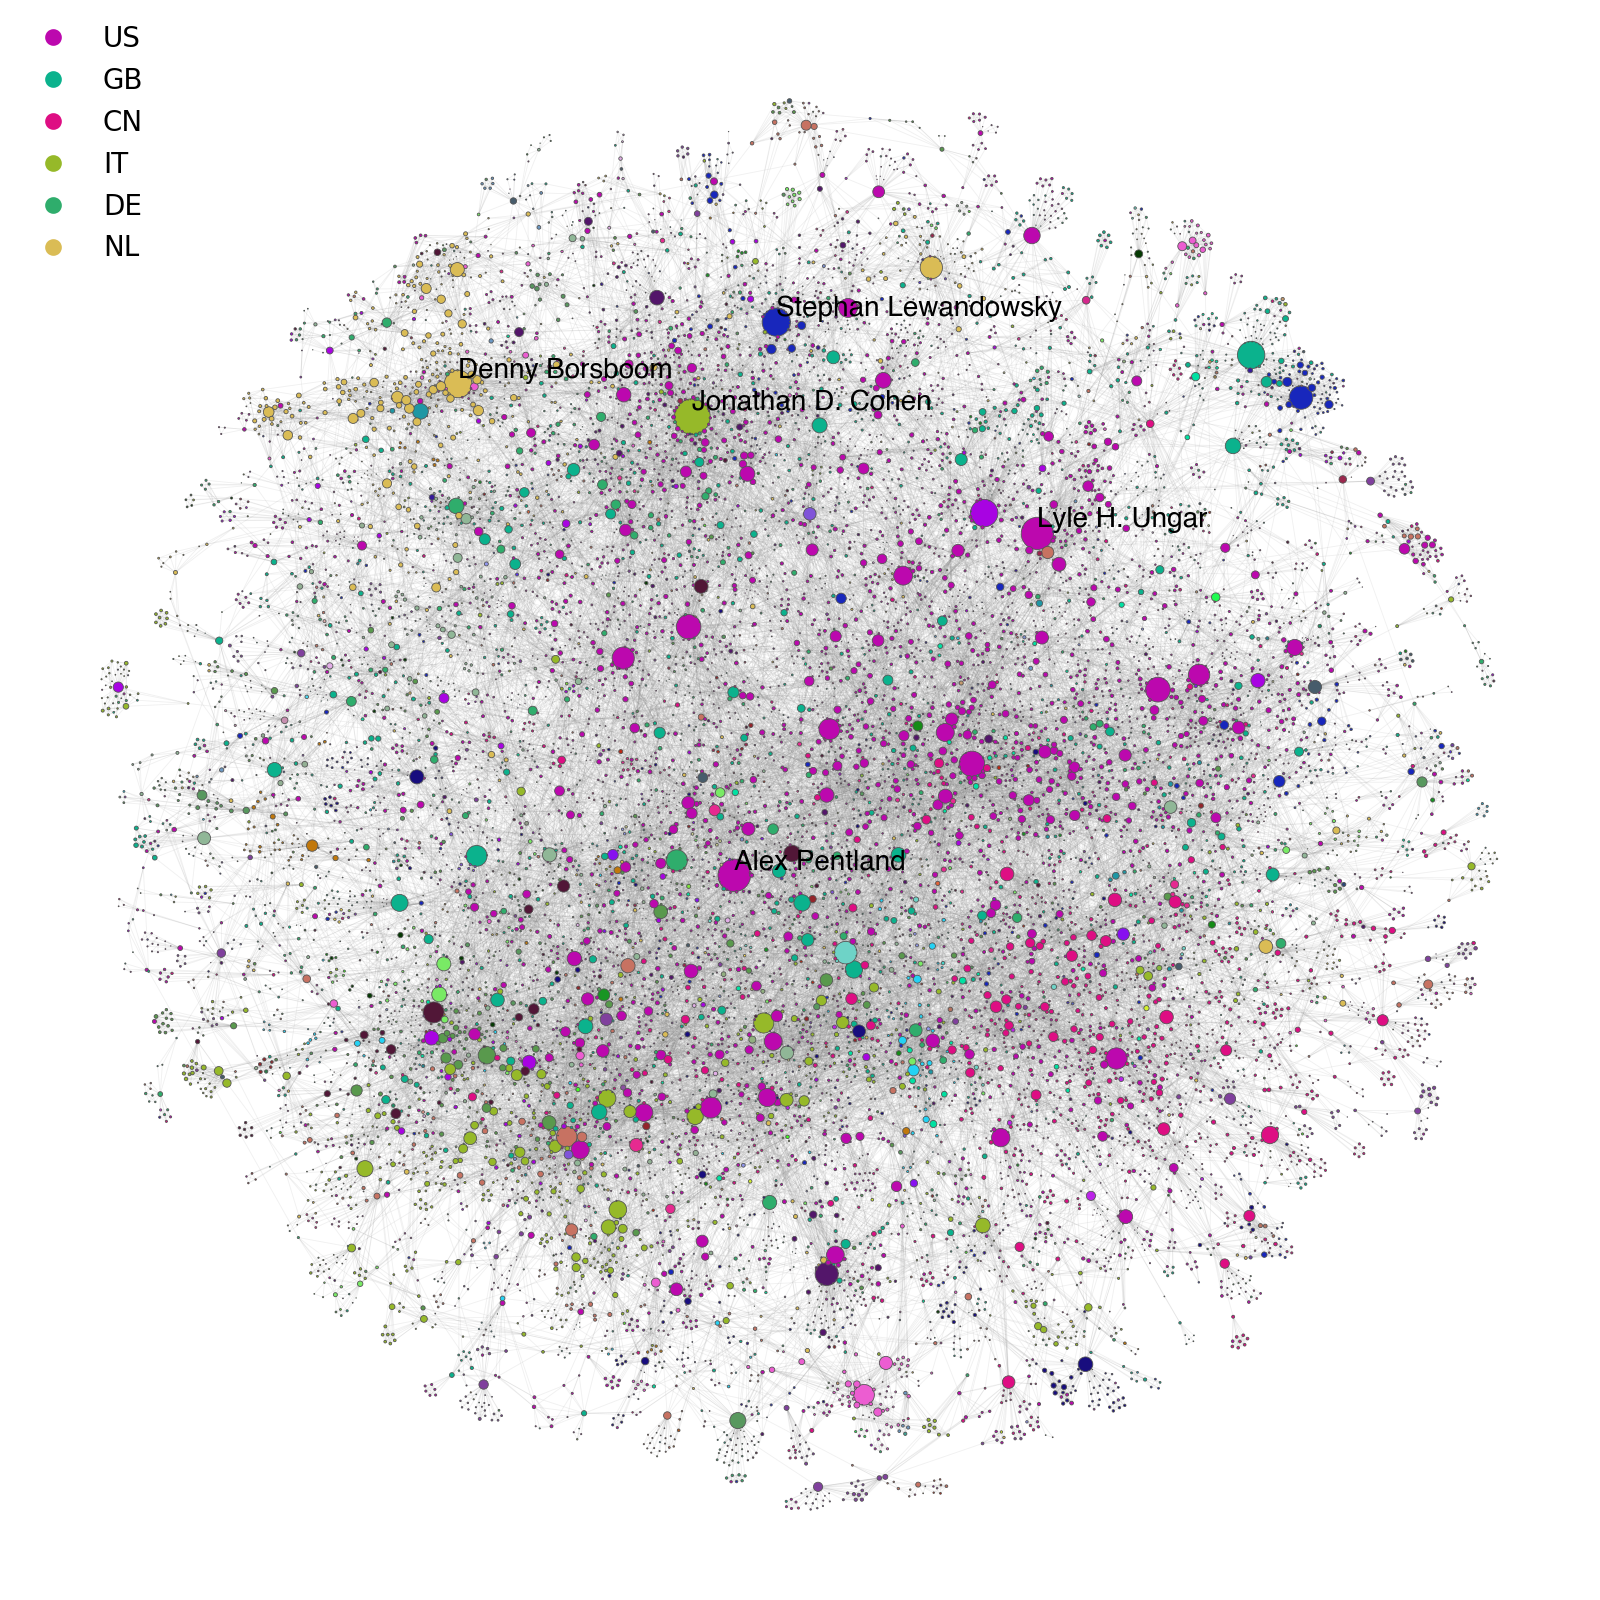 US
GB
CN
IT
DE
NL
Stephan Lewandowsky
Denny Borsboom
Jonathan D. Cohen
Lyle H. Ungar
Alex Pentland